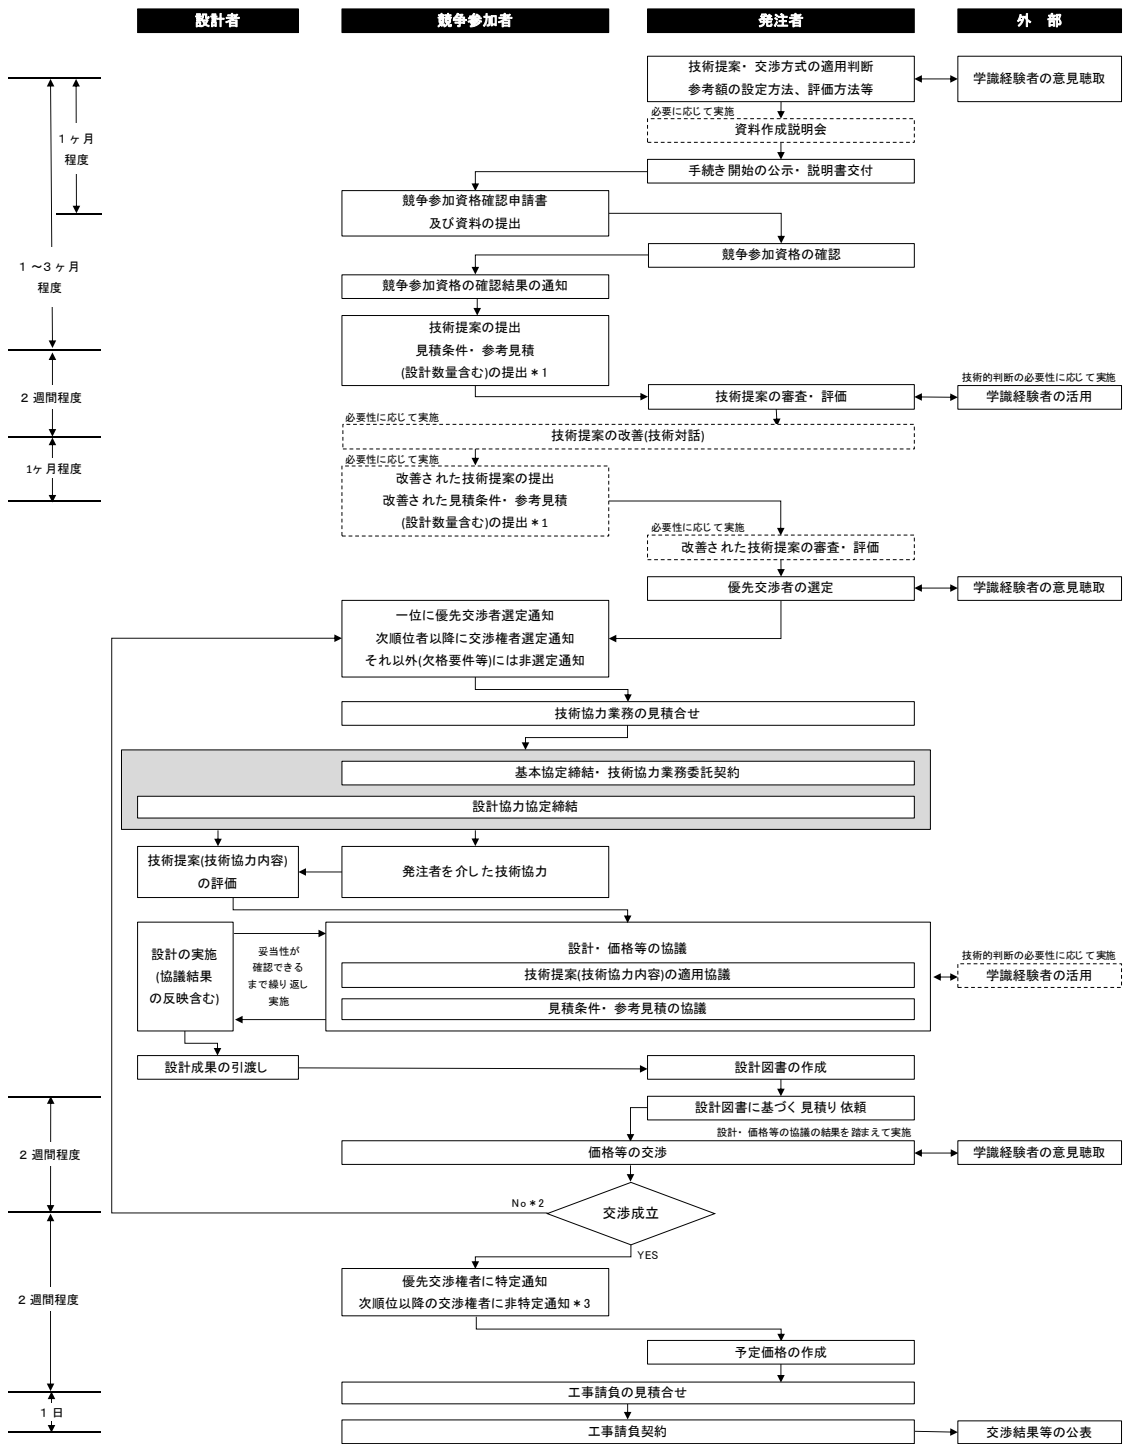 設計者
競争参加者
発注者
外　部
技術提案・交渉方式の適用判断
参考額の設定方法、評価方法等
学識経験者の意見聴取
必要に応じて実施
資料作成説明会
1ヶ月
程度
手続き開始の公示・説明書交付
競争参加資格確認申請書
及び資料の提出
競争参加資格の確認
1～3ヶ月
程度
競争参加資格の確認結果の通知
技術提案の提出
見積条件・参考見積
(設計数量含む)の提出＊1
2週間程度
技術提案の審査・評価
技術的判断の必要性に応じて実施
学識経験者の活用
必要性に応じて実施
技術提案の改善(技術対話)
1ヶ月程度
必要性に応じて実施
改善された技術提案の提出
改善された見積条件・参考見積
(設計数量含む)の提出＊1
必要性に応じて実施
改善された技術提案の審査・評価
優先交渉者の選定
学識経験者の意見聴取
一位に優先交渉者選定通知
次順位者以降に交渉権者選定通知
それ以外(欠格要件等)には非選定通知
技術協力業務の見積合せ
基本協定締結・技術協力業務委託契約
設計協力協定締結
技術提案(技術協力内容)
の評価
発注者を介した技術協力
設計の実施
(協議結果
の反映含む)
妥当性が
確認できる
まで繰り返し
実施
設計・価格等の協議
技術提案(技術協力内容)の適用協議
見積条件・参考見積の協議
技術的判断の必要性に応じて実施
学識経験者の活用
設計成果の引渡し
設計図書の作成
設計図書に基づく見積り依頼
設計・価格等の協議の結果を踏まえて実施
2週間程度
価格等の交渉
学識経験者の意見聴取
No＊2
交渉成立
YES
優先交渉権者に特定通知
次順位以降の交渉権者に非特定通知＊3
2週間程度
予定価格の作成
工事請負の見積合せ
1日
工事請負契約
交渉結果等の公表